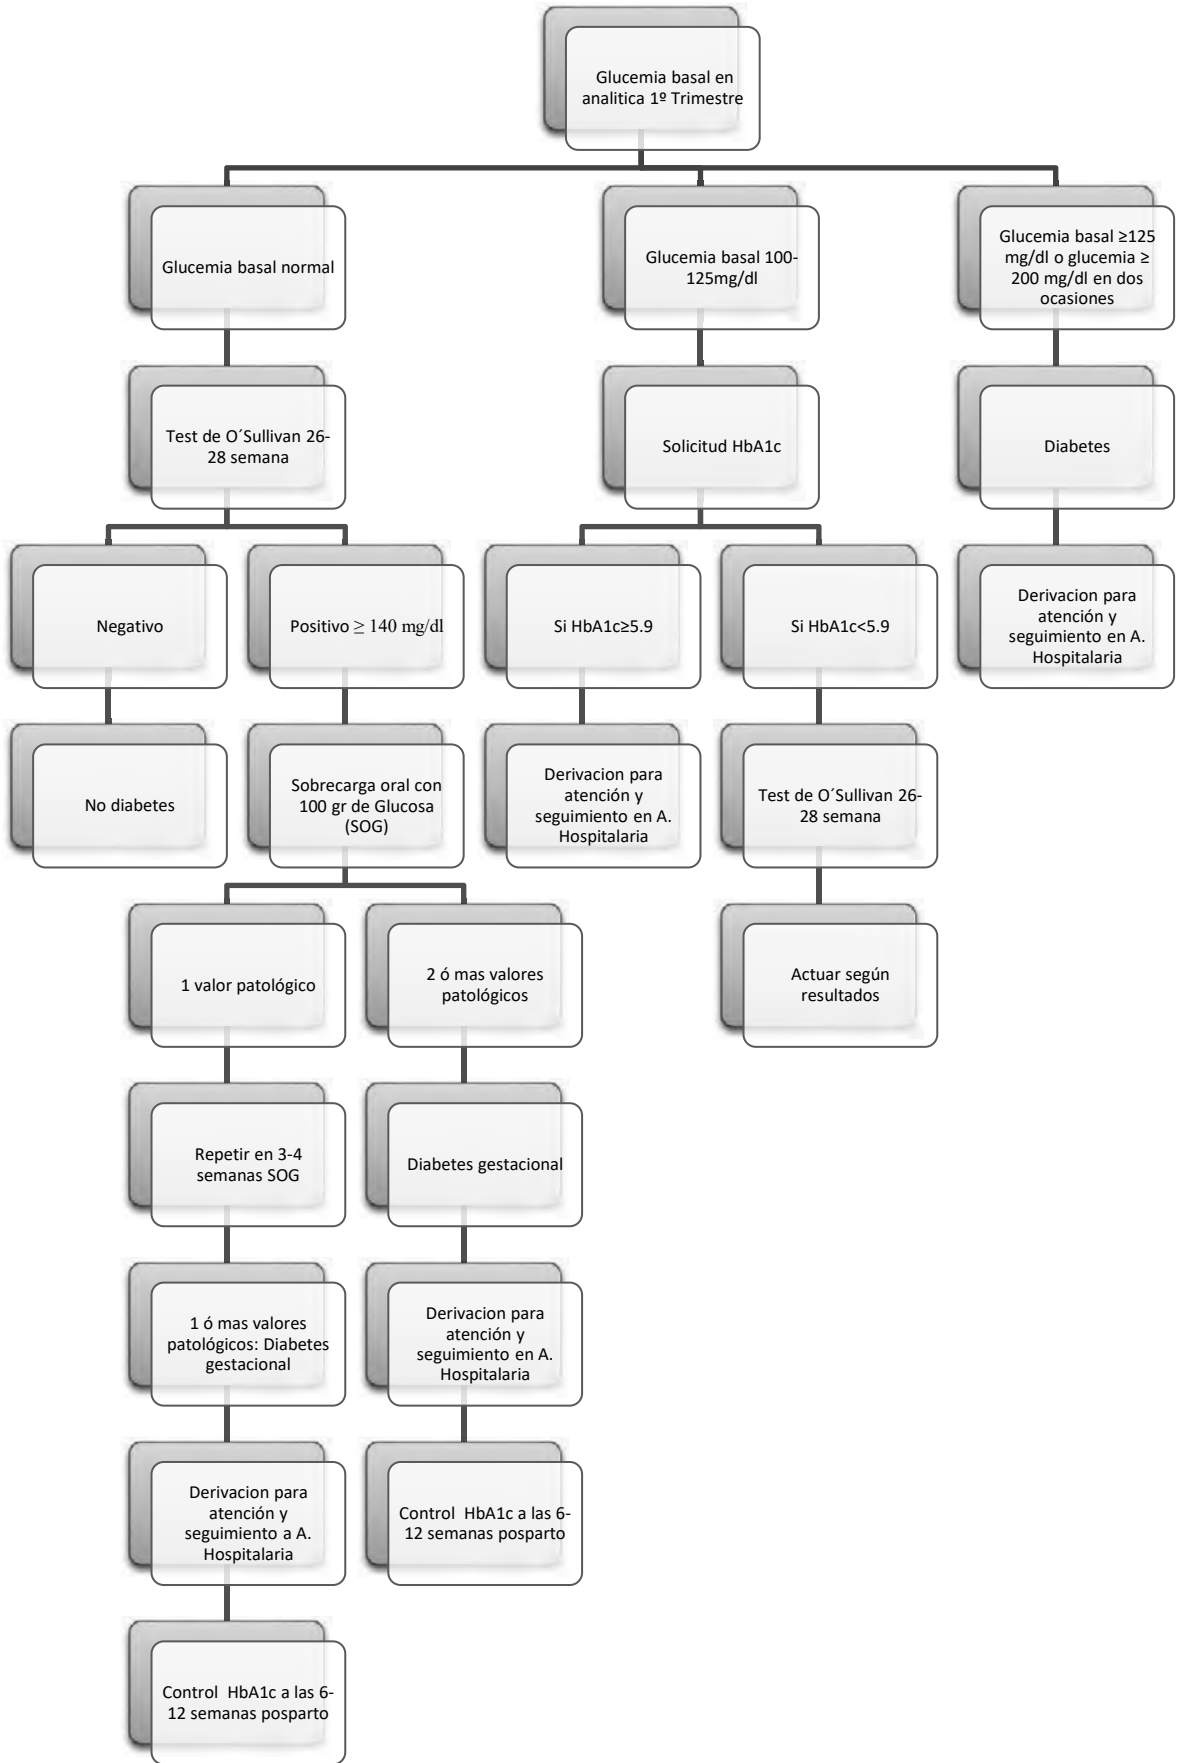 Glucemia basal en
analitica 1º Trimestre
Glucemia basal normal
Glucemia basal 100-
125mg/dl
Glucemia basal ≥125
mg/dl o glucemia ≥
200 mg/dl en dos
ocasiones
Test de O´Sullivan 26-
28 semana
Solicitud HbA1c
Diabetes
Negativo
Positivo ≥ 140 mg/dl
Si HbA1c≥5.9
Si HbA1c<5.9
Derivacion para
atención y
seguimiento en A.
Hospitalaria
No diabetes
Sobrecarga oral con
100 gr de Glucosa
(SOG)
Derivacion para
atención y
seguimiento en A.
Hospitalaria
Test de O´Sullivan 26-
28 semana
1 valor patológico
2 ó mas valores
patológicos
Actuar según
resultados
Repetir en 3-4
semanas SOG
Diabetes gestacional
1 ó mas valores
patológicos: Diabetes
gestacional
Derivacion para
atención y
seguimiento en A.
Hospitalaria
Derivacion para
atención y
seguimiento a A.
Hospitalaria
Control  HbA1c a las 6-
12 semanas posparto
Control  HbA1c a las 6-
12 semanas posparto